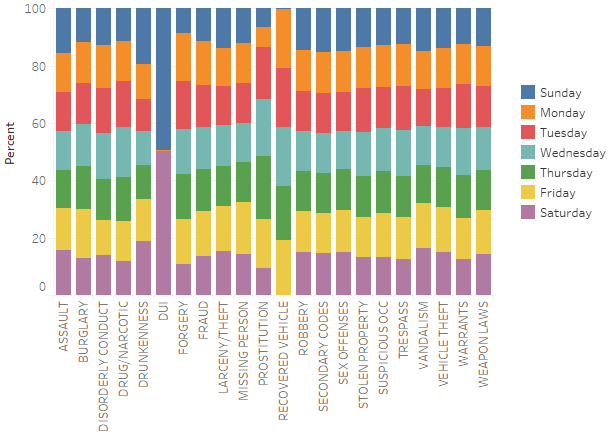 100
80
60
40
20
0
Percent
Sunday
Monday
Tuesday
Wednesday
Thursday
Friday
Saturday
ASSAULT
BURGLARY
DISORDERLY CONDUCT
DRUG/NARCOTIC
DRUNKENNESS
DUI
FORGERY
FRAUD
LARCENY/THEFT
MISSING PERSON
PROSTITUTION
RECOVERED VEHICLE
ROBBERY
SECONDARY CODES
SEX OFFENSES
STOLEN PROPERTY
SUSPICIOUS OCC
TRESPASS
VANDALISM
VEHICLE THEFT
WARRANTS
WEAPON LAWS